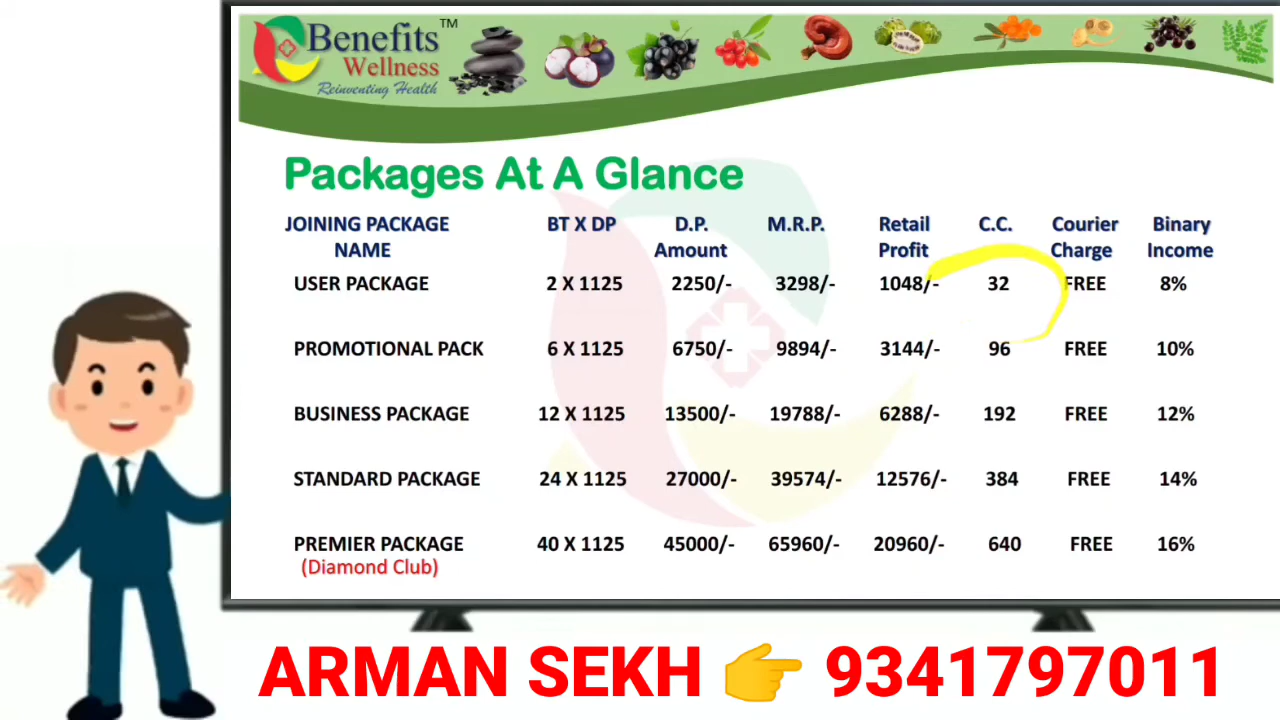 Benefits™
Wellness
Reinventing Health
Packages At A Glance
JOINING PACKAGE NAME BT X DP D.P. Amount M.R.P. Retail Profit C.C. Courier Charge Binary Income
USER PACKAGE 2 X 1125 2250/- 3298/- 1048/- 32 FREE 8%
PROMOTIONAL PACK 6 X 1125 6750/- 9894/- 3144/- 96 FREE 10%
BUSINESS PACKAGE 12 X 1125 13500/- 19788/- 6288/- 192 FREE 12%
STANDARD PACKAGE 24 X 1125 27000/- 39574/- 12576/- 384 FREE 14%
PREMIER PACKAGE 40 X 1125 45000/- 65960/- 20960/- 640 FREE 16%
(Diamond Club)
ARMAN SEKH 👉 9341797011